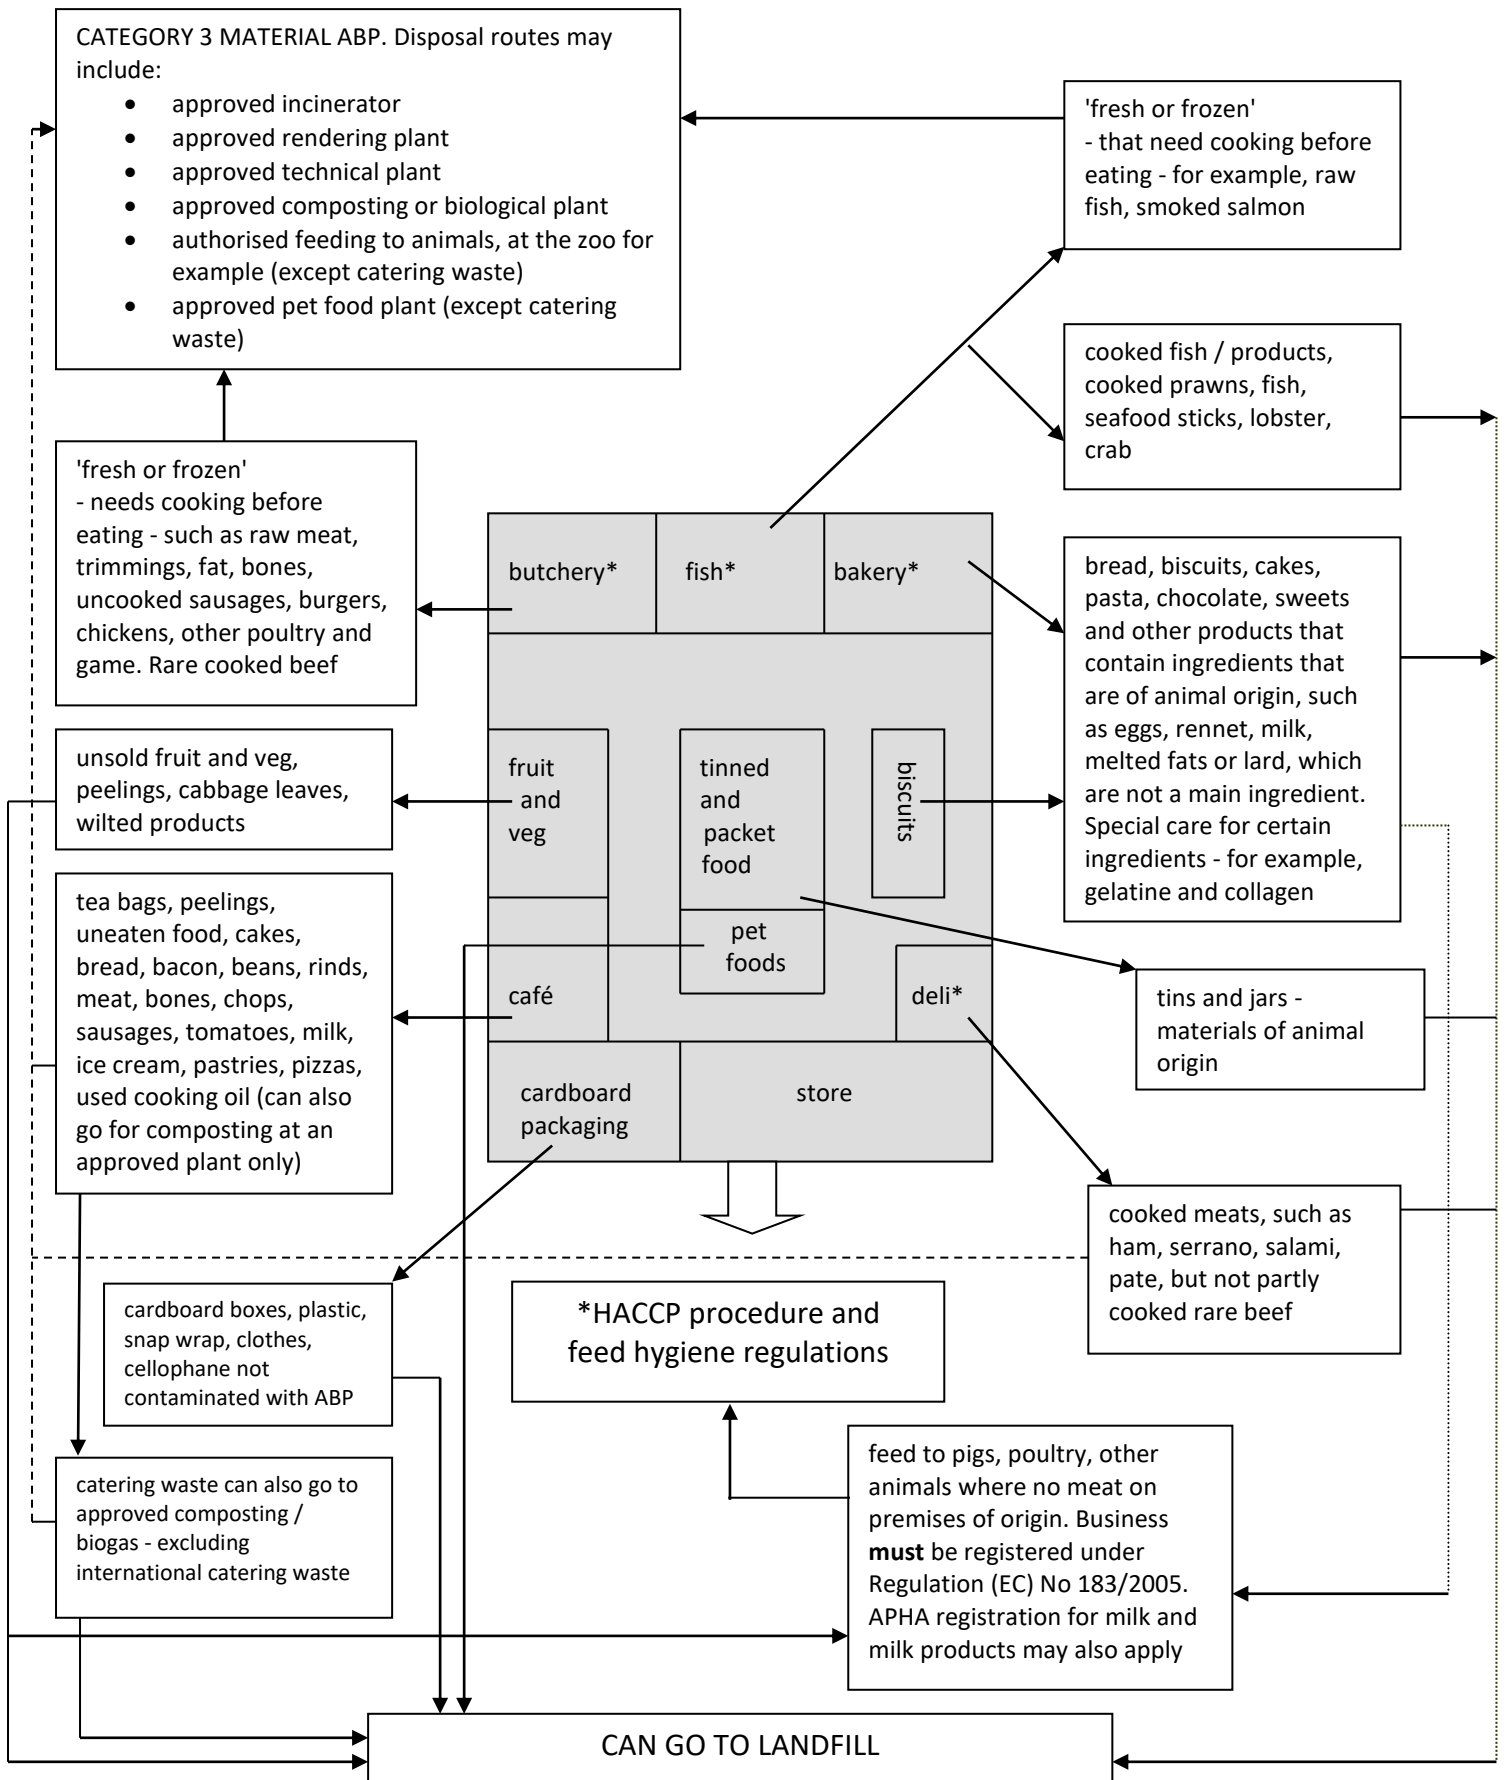 CATEGORY 3 MATERIAL ABP. Disposal routes may
include:
• approved incinerator
• approved rendering plant
• approved technical plant
• approved composting or biological plant
• authorised feeding to animals, at the zoo for
example (except catering waste)
• approved pet food plant (except catering
waste)
'fresh or frozen'
- that need cooking before
eating - for example, raw
fish, smoked salmon
cooked fish / products,
cooked prawns, fish,
seafood sticks, lobster,
crab
'fresh or frozen'
- needs cooking before
eating - such as raw meat,
trimmings, fat, bones,
uncooked sausages, burgers,
chickens, other poultry and
game. Rare cooked beef
butchery*
fish*
bakery*
bread, biscuits, cakes,
pasta, chocolate, sweets
and other products that
contain ingredients that
are of animal origin, such
as eggs, rennet, milk,
melted fats or lard, which
are not a main ingredient.
Special care for certain
ingredients - for example,
gelatine and collagen
unsold fruit and veg,
peelings, cabbage leaves,
wilted products
fruit
and
veg
tinned
and
packet
food
biscuits
tea bags, peelings,
uneaten food, cakes,
bread, bacon, beans, rinds,
meat, bones, chops,
sausages, tomatoes, milk,
ice cream, pastries, pizzas,
used cooking oil (can also
go for composting at an
approved plant only)
pet
foods
café
deli*
tins and jars -
materials of animal
origin
cardboard
packaging
store
cooked meats, such as
ham, serrano, salami,
pate, but not partly
cooked rare beef
cardboard boxes, plastic,
snap wrap, clothes,
cellophane not
contaminated with ABP
*HACCP procedure and
feed hygiene regulations
catering waste can also go to
approved composting /
biogas - excluding
international catering waste
feed to pigs, poultry, other
animals where no meat on
premises of origin. Business
must be registered under
Regulation (EC) No 183/2005.
APHA registration for milk and
milk products may also apply
CAN GO TO LANDFILL